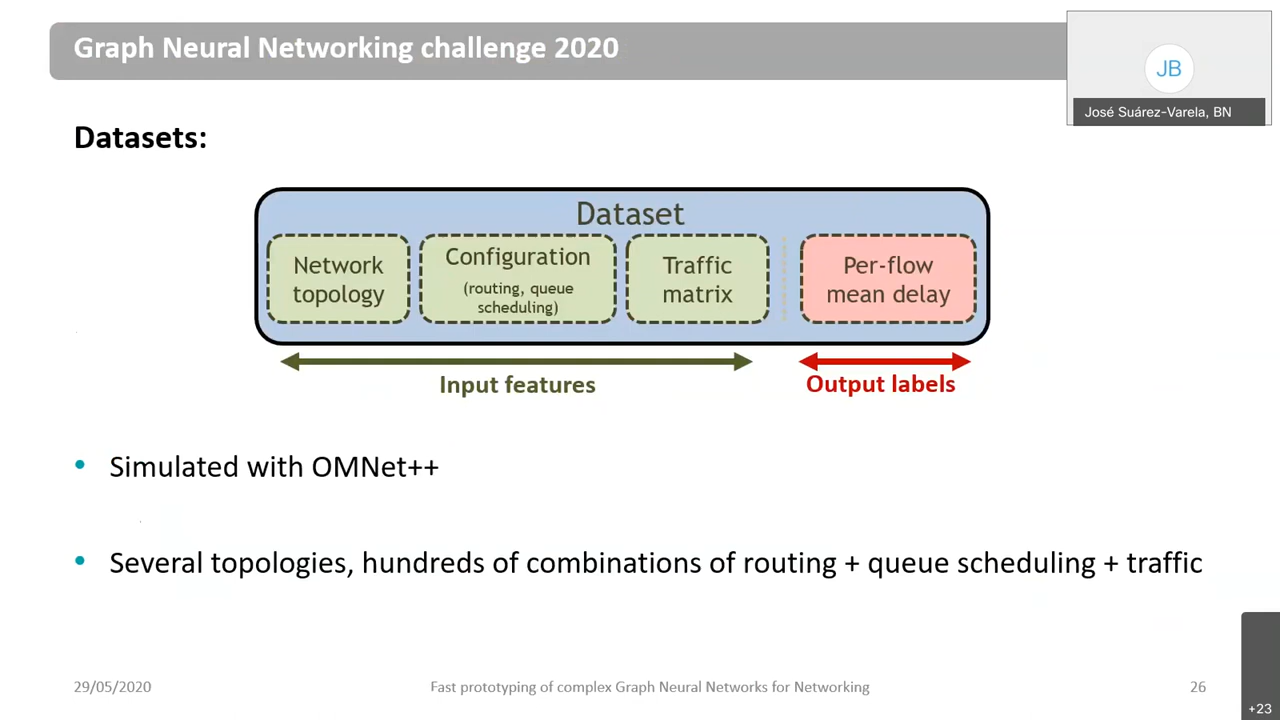 Graph Neural Networking challenge 2020
JB
José Suárez-Varela, BN
Datasets:
Dataset
Network
topology
Configuration
(routing, queue
scheduling)
Traffic
matrix
Per-flow
mean delay
Input features
Output labels
• Simulated with OMNet++
• Several topologies, hundreds of combinations of routing + queue scheduling + traffic
29/05/2020
Fast prototyping of complex Graph Neural Networks for Networking
26
+23